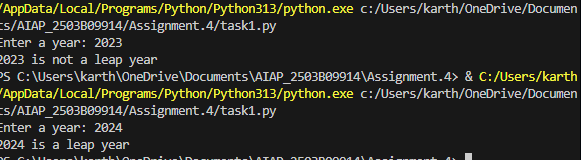 /AppData/Local/Programs/Python/Python313/python.exe c:/Users/karth/OneDrive/Documen
ts/AIAP_2503B09914/Assignment.4/task1.py
Enter a year: 2023
2023 is not a leap year
PS C:\Users\karth\OneDrive\Documents\AIAP_2503B09914\Assignment.4> & C:/Users/karth
/AppData/Local/Programs/Python/Python313/python.exe c:/Users/karth/OneDrive/Documen
ts/AIAP_2503B09914/Assignment.4/task1.py
Enter a year: 2024
2024 is a leap year
PS C:\Users\karth\OneDrive\Documents\AIAP_2503B09914\Assignment.4>